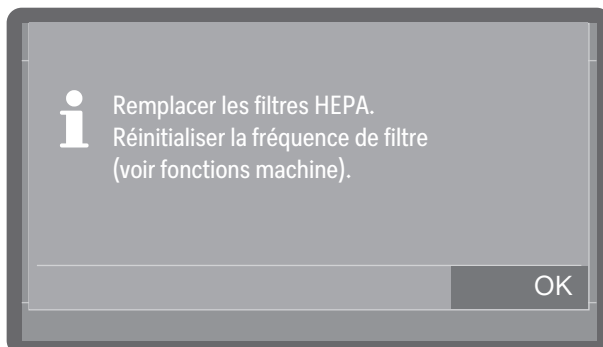 Remplacer les filtres HEPA.
Réinitialiser la fréquence de filtre
(voir fonctions machine).
OK